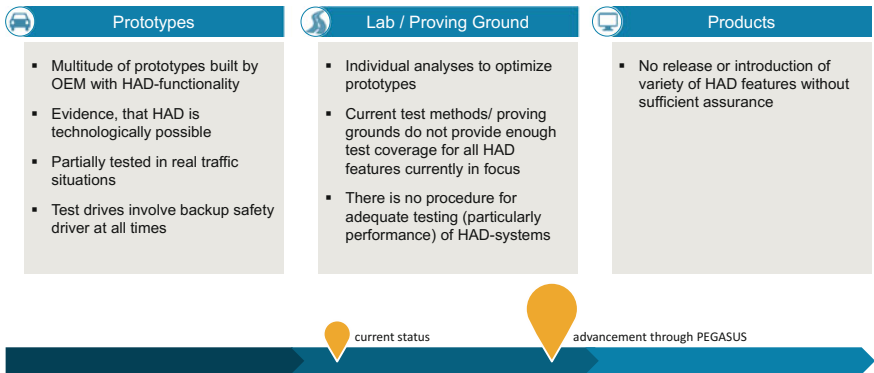 Prototypes
▪ Multitude of prototypes built by
OEM with HAD-functionality
▪ Evidence, that HAD is
technologically possible
▪ Partially tested in real traffic
situations
▪ Test drives involve backup safety
driver at all times
Lab / Proving Ground
▪ Individual analyses to optimize
prototypes
▪ Current test methods/ proving
grounds do not provide enough
test coverage for all HAD
features currently in focus
▪ There is no procedure for
adequate testing (particularly
performance) of HAD-systems
Products
▪ No release or introduction of
variety of HAD features without
sufficient assurance
current status
advancement through PEGASUS